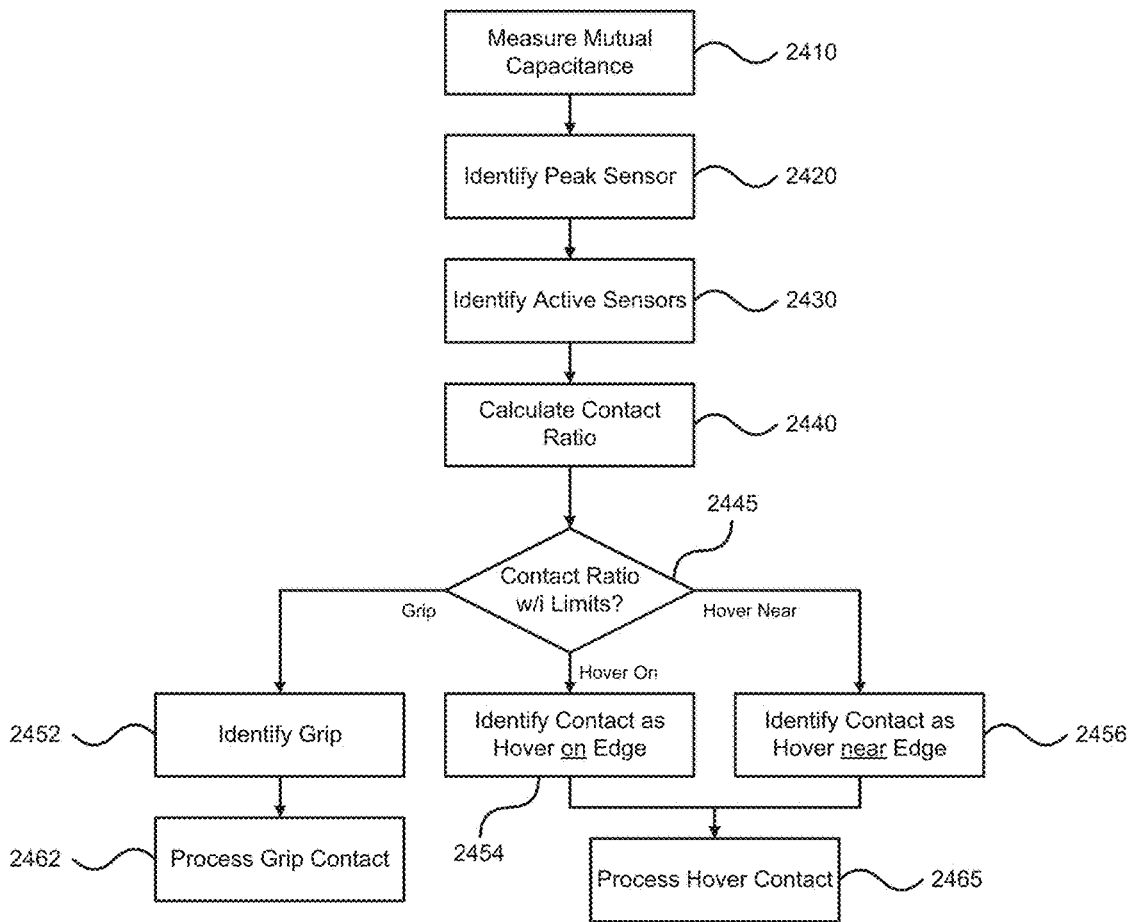 Measure Mutual
Capacitance
2410
Identify Peak Sensor
2420
Identify Active Sensors
2430
Calculate Contact
Ratio
2440
2445
Contact Ratio
w/i Limits?
Grip
Hover Near
Hover On
2452
Identify Grip
Identify Contact as
Hover on Edge
Identify Contact as
Hover near Edge
2456
2462
Process Grip Contact
2454
Process Hover Contact
2465